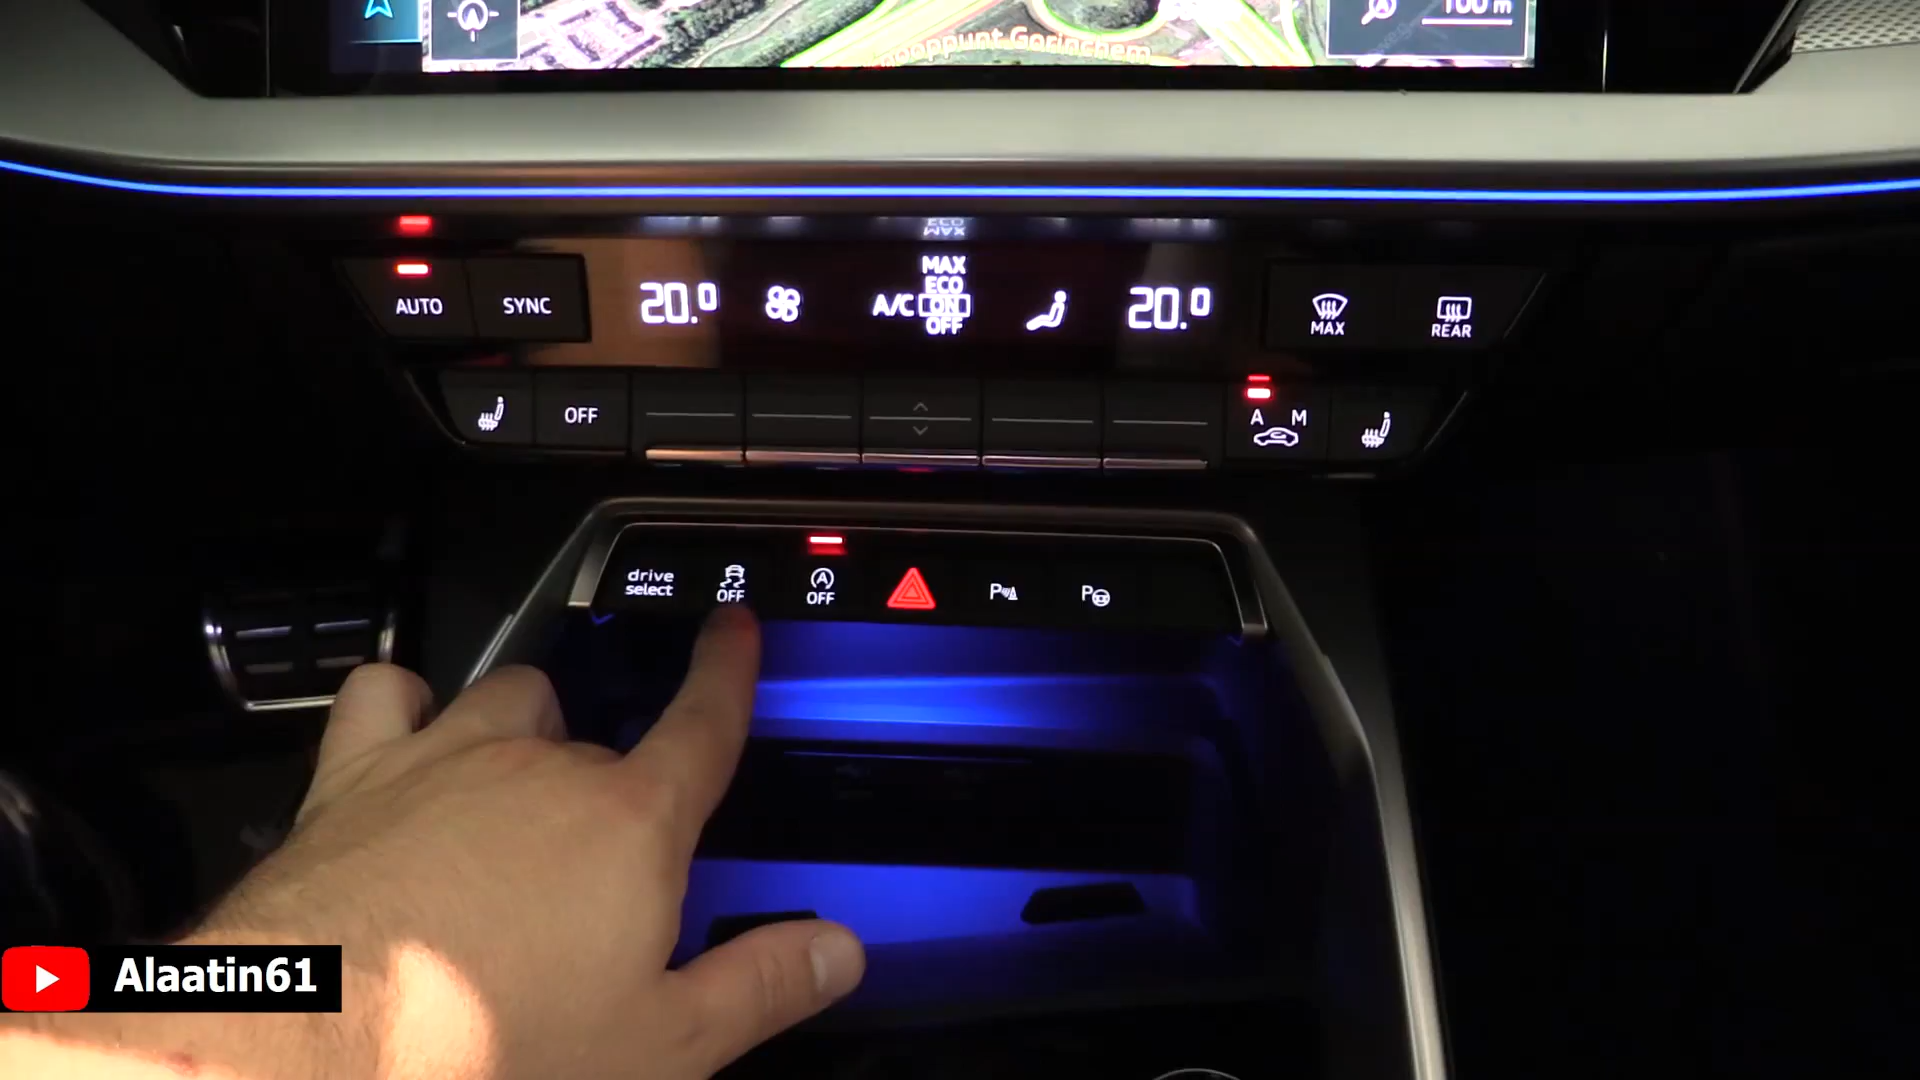 100 m
Gorinchem
AUTO
SYNC
20.0
A/C
MAX
ECO
ON
OFF
20.0
MAX
REAR
OFF
A M
drive
select
OFF
A
OFF
P
P
Alaatin61